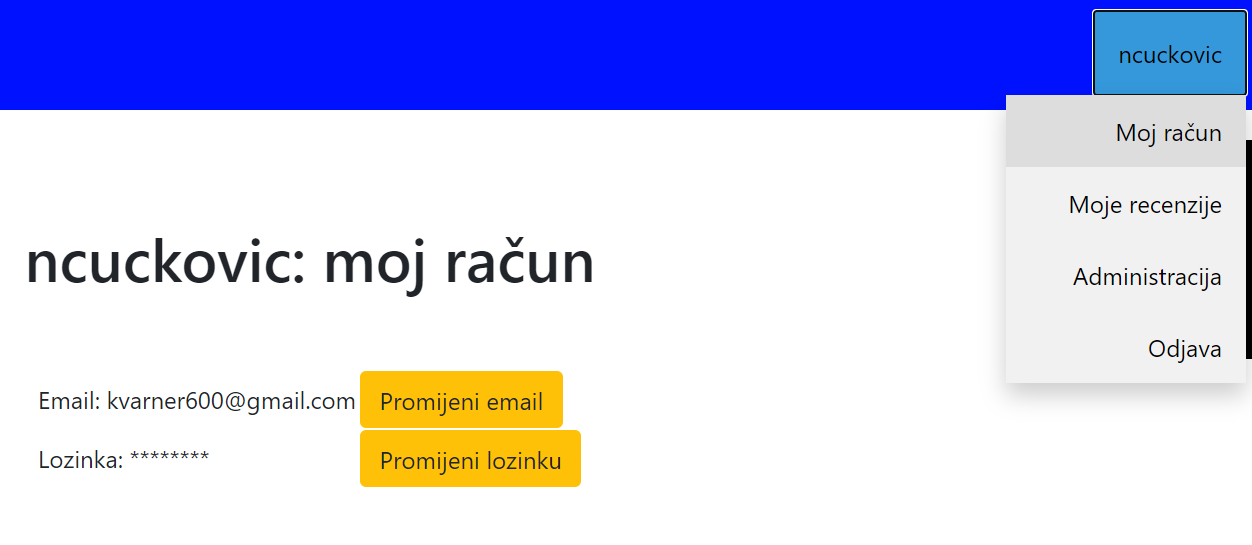 ncuckovic
Moj račun
Moje recenzije
Administracija
Odjava
ncuckovic: moj račun
Email: kvarner600@gmail.com Promijeni email
Lozinka: ******** Promijeni lozinku